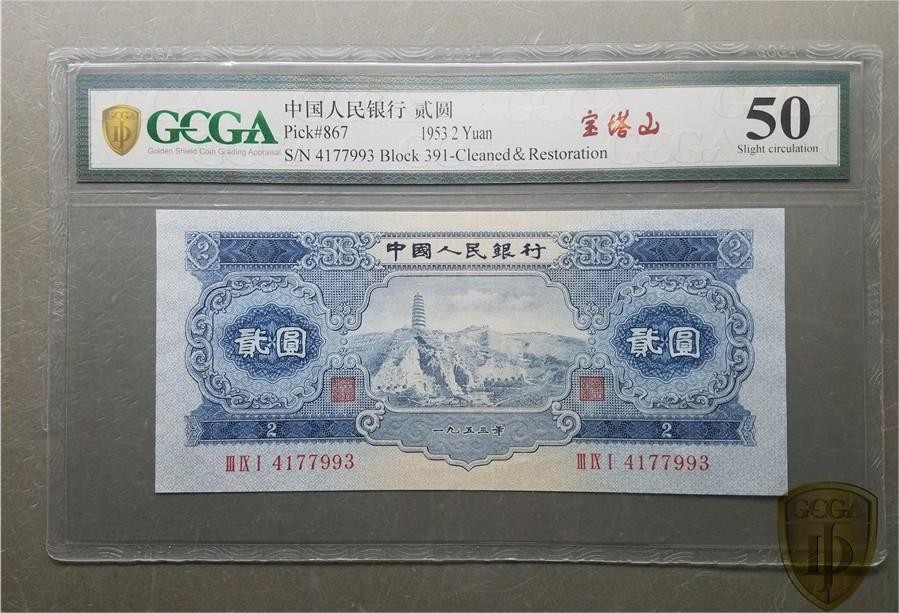 GCGA
Golden Shield Coin Grading Appraisal
中国人民银行 贰圆
Pick#867 1953 2 Yuan
S/N 4177993 Block 391-Cleaned & Restoration
宝塔山
50
Slight circulation
2 中國人民銀行 2
貳圓 貳圓
一九五三年
2 2
III IX I 4177993 III IX I 4177993
GCGA